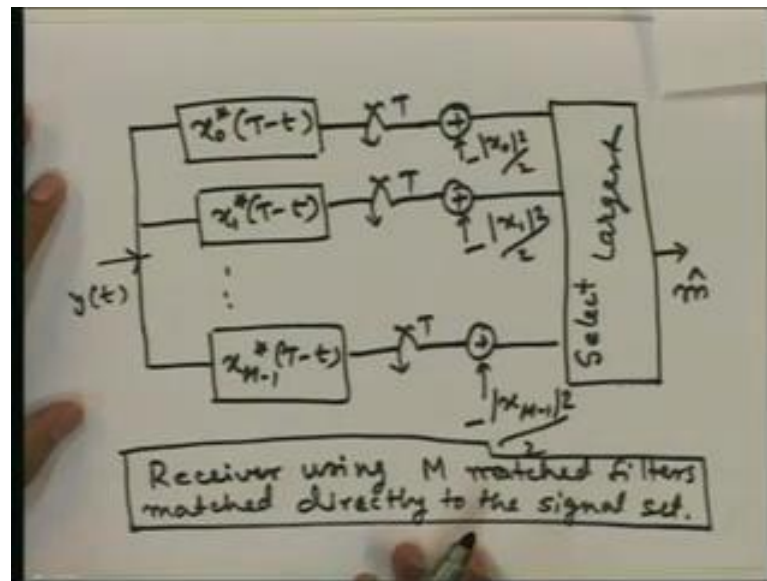 x₀*(T-t)
T
+
-|x₀|²/2
x₁*(T-t)
T
+
-|x₁|²/2
y(t)
⋮
x_{M-1}*(T-t)
T
+
-|x_{M-1}|²/2
Select Largest
m̂
Receiver using M matched filters
matched directly to the signal set.